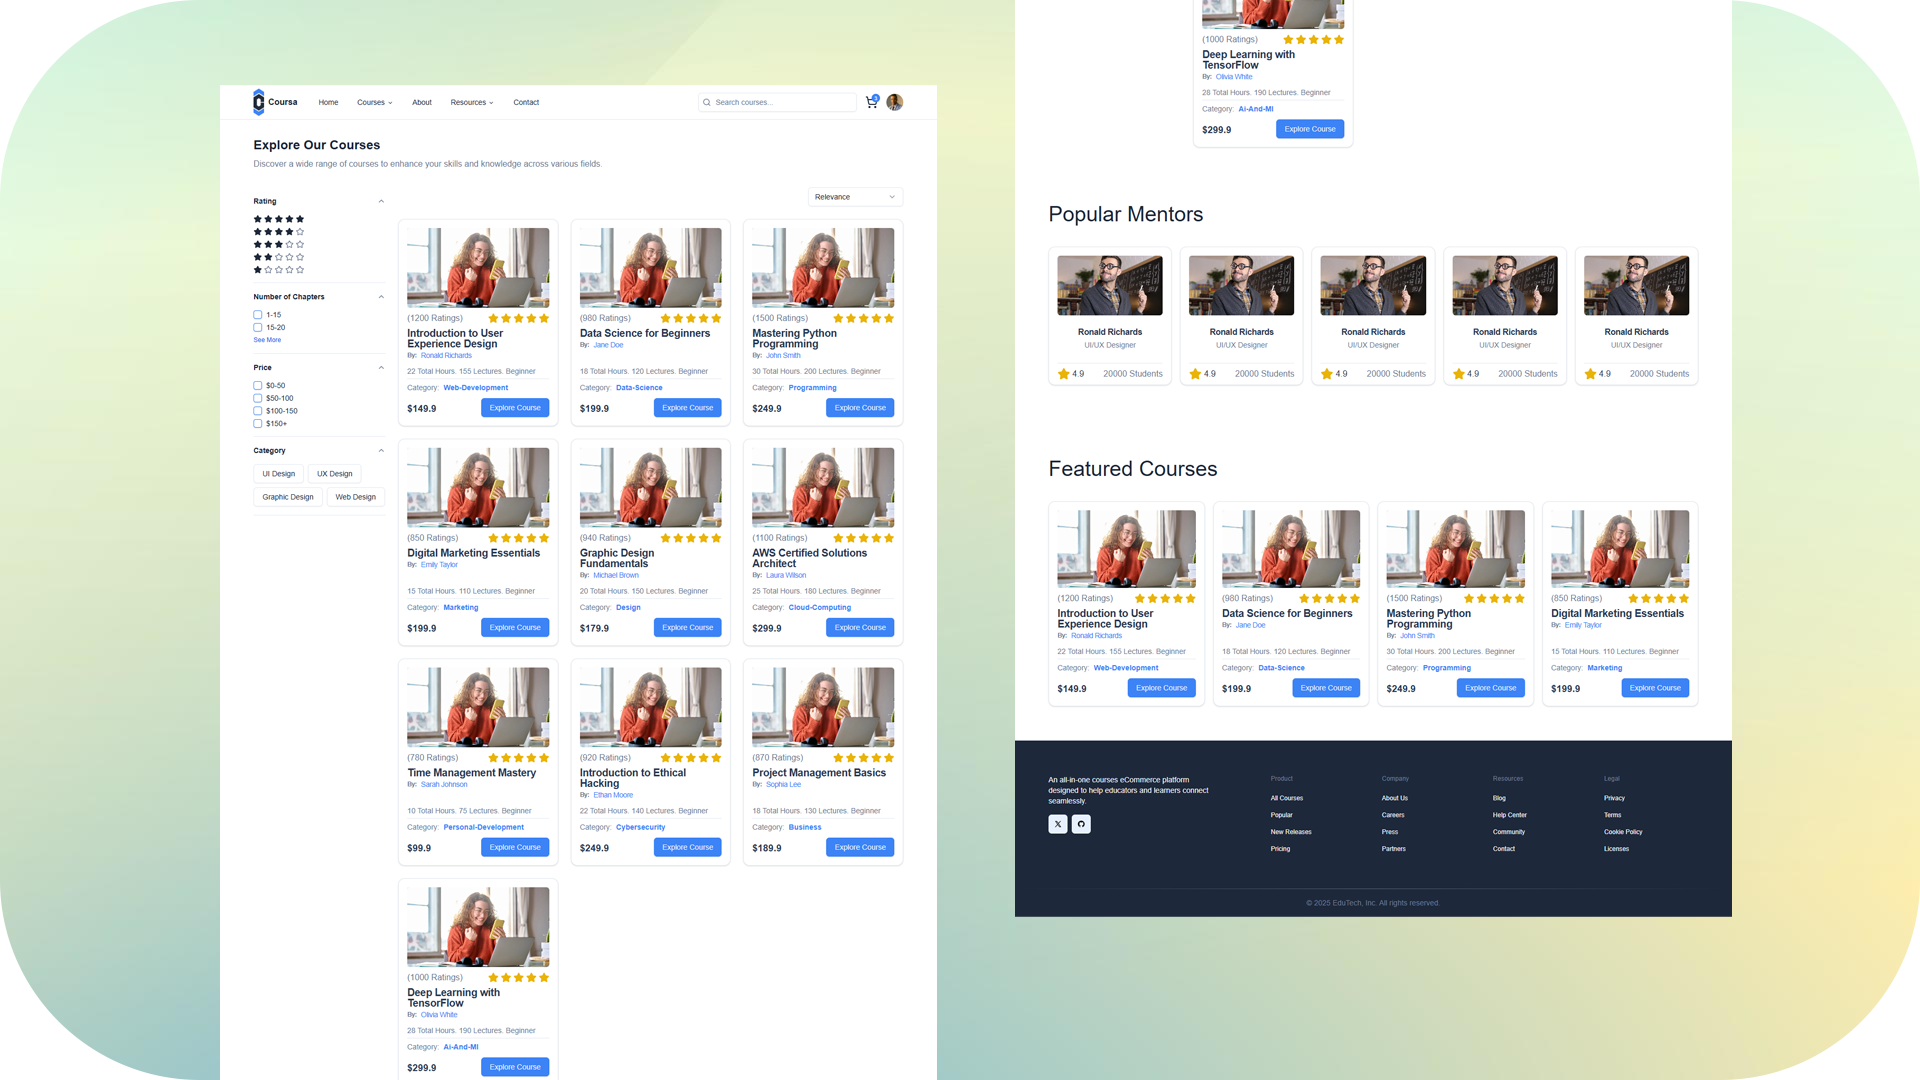 Coursa
Home
Courses
About
Resources
Contact
Search courses...
3
Explore Our Courses
Discover a wide range of courses to enhance your skills and knowledge across various fields.
Relevance
Rating
Number of Chapters
1-15
15-20
See More
Price
$0-50
$50-100
$100-150
$150+
Category
UI Design
UX Design
Graphic Design
Web Design
(1200 Ratings)
Introduction to User
Experience Design
By: Ronald Richards
22 Total Hours. 155 Lectures. Beginner
Category: Web-Development
$149.9
Explore Course
(980 Ratings)
Data Science for Beginners
By: Jane Doe
18 Total Hours. 120 Lectures. Beginner
Category: Data-Science
$199.9
Explore Course
(1500 Ratings)
Mastering Python
Programming
By: John Smith
30 Total Hours. 200 Lectures. Beginner
Category: Programming
$249.9
Explore Course
(850 Ratings)
Digital Marketing Essentials
By: Emily Taylor
15 Total Hours. 110 Lectures. Beginner
Category: Marketing
$199.9
Explore Course
(940 Ratings)
Graphic Design
Fundamentals
By: Michael Brown
20 Total Hours. 150 Lectures. Beginner
Category: Design
$179.9
Explore Course
(1100 Ratings)
AWS Certified Solutions
Architect
By: Laura Wilson
25 Total Hours. 180 Lectures. Beginner
Category: Cloud-Computing
$299.9
Explore Course
(780 Ratings)
Time Management Mastery
By: Sarah Johnson
10 Total Hours. 75 Lectures. Beginner
Category: Personal-Development
$99.9
Explore Course
(920 Ratings)
Introduction to Ethical
Hacking
By: Ethan Moore
22 Total Hours. 140 Lectures. Beginner
Category: Cybersecurity
$249.9
Explore Course
(870 Ratings)
Project Management Basics
By: Sophia Lee
18 Total Hours. 130 Lectures. Beginner
Category: Business
$189.9
Explore Course
(1000 Ratings)
Deep Learning with
TensorFlow
By: Olivia White
28 Total Hours. 190 Lectures. Beginner
Category: Ai-And-Ml
$299.9
Explore Course
(1000 Ratings)
Deep Learning with
TensorFlow
By: Olivia White
28 Total Hours. 190 Lectures. Beginner
Category: Ai-And-Ml
$299.9
Explore Course
Popular Mentors
Ronald Richards
UI/UX Designer
4.9
20000 Students
Ronald Richards
UI/UX Designer
4.9
20000 Students
Ronald Richards
UI/UX Designer
4.9
20000 Students
Ronald Richards
UI/UX Designer
4.9
20000 Students
Ronald Richards
UI/UX Designer
4.9
20000 Students
Featured Courses
(1200 Ratings)
Introduction to User
Experience Design
By: Ronald Richards
22 Total Hours. 155 Lectures. Beginner
Category: Web-Development
$149.9
Explore Course
(980 Ratings)
Data Science for Beginners
By: Jane Doe
18 Total Hours. 120 Lectures. Beginner
Category: Data-Science
$199.9
Explore Course
(1500 Ratings)
Mastering Python
Programming
By: John Smith
30 Total Hours. 200 Lectures. Beginner
Category: Programming
$249.9
Explore Course
(850 Ratings)
Digital Marketing Essentials
By: Emily Taylor
15 Total Hours. 110 Lectures. Beginner
Category: Marketing
$199.9
Explore Course
An all-in-one courses eCommerce platform
designed to help educators and learners connect
seamlessly.
Product
All Courses
Popular
New Releases
Pricing
Company
About Us
Careers
Press
Partners
Resources
Blog
Help Center
Community
Contact
Legal
Privacy
Terms
Cookie Policy
Licenses
© 2025 EduTech, Inc. All rights reserved.